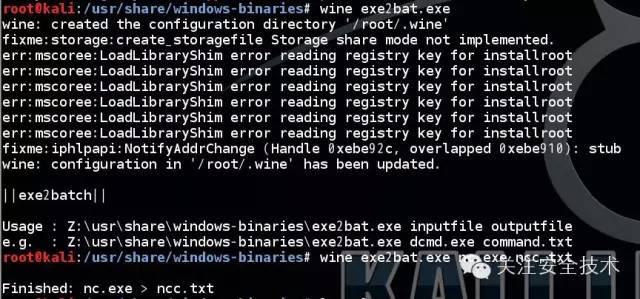 root@kali:/usr/share/windows-binaries# wine exe2bat.exe
wine: created the configuration directory '/root/.wine'
fixme:storage:create_storagefile Storage share mode not implemented.
err:mscoree:LoadLibraryShim error reading registry key for installroot
err:mscoree:LoadLibraryShim error reading registry key for installroot
err:mscoree:LoadLibraryShim error reading registry key for installroot
err:mscoree:LoadLibraryShim error reading registry key for installroot
err:mscoree:LoadLibraryShim error reading registry key for installroot
err:mscoree:LoadLibraryShim error reading registry key for installroot
fixme:iphlpapi:NotifyAddrChange (Handle 0xebe92c, overlapped 0xebe910): stub
wine: configuration in '/root/.wine' has been updated.
||exe2batch||
Usage : Z:\usr\share\windows-binaries\exe2bat.exe inputfile outputfile
e.g.  : Z:\usr\share\windows-binaries\exe2bat.exe dcmd.exe command.txt
root@kali:/usr/share/windows-binaries# wine exe2bat.exe nc.exe ncc.txt
关注安全技术
Finished: nc.exe > ncc.txt